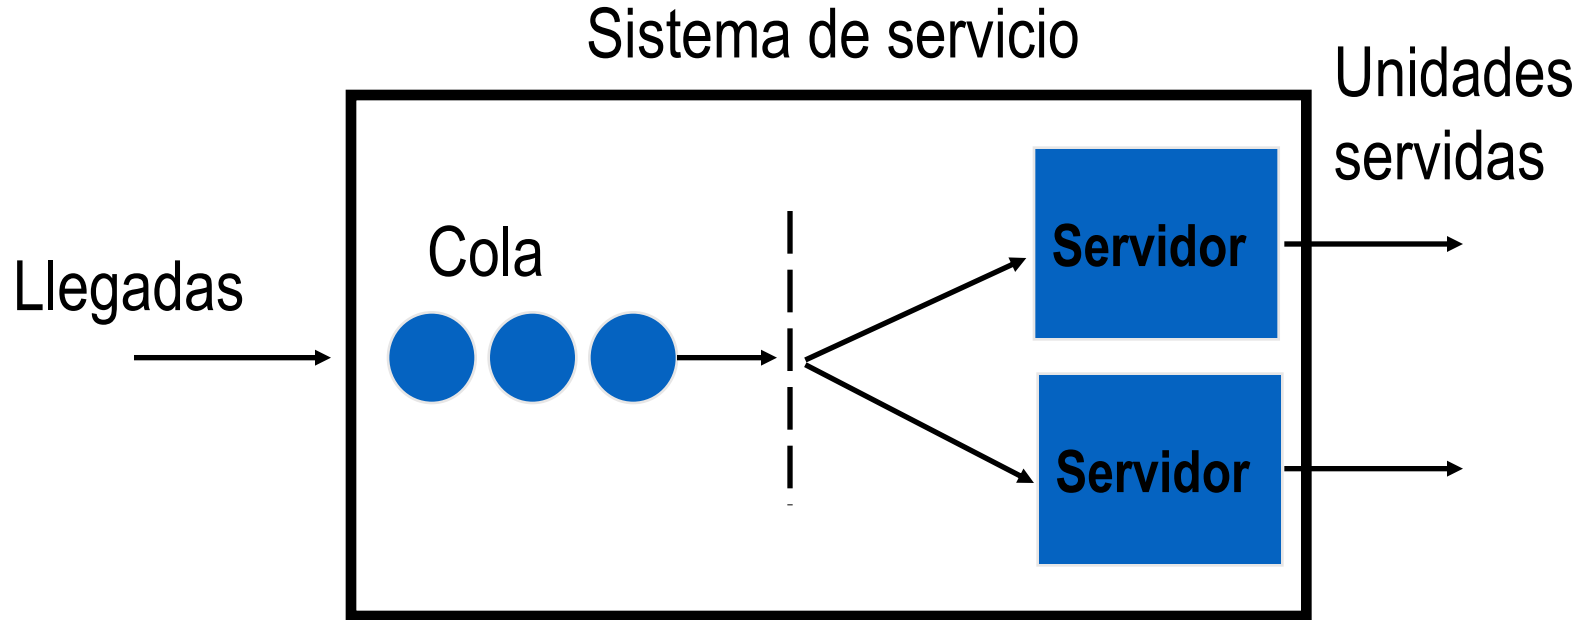 Sistema de servicio
Unidades
servidas
Llegadas
Cola
Servidor
Servidor